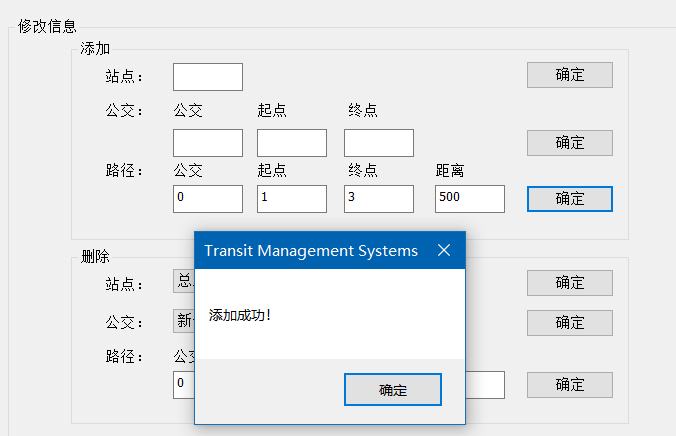 修改信息
添加
站点： 确定
公交： 公交 起点 终点
确定
路径： 公交 起点 终点 距离
0 1 3 500 确定
删除
Transit Management Systems
站点： 确定
添加成功!
公交： 新 确定
路径：
0 确定
确定